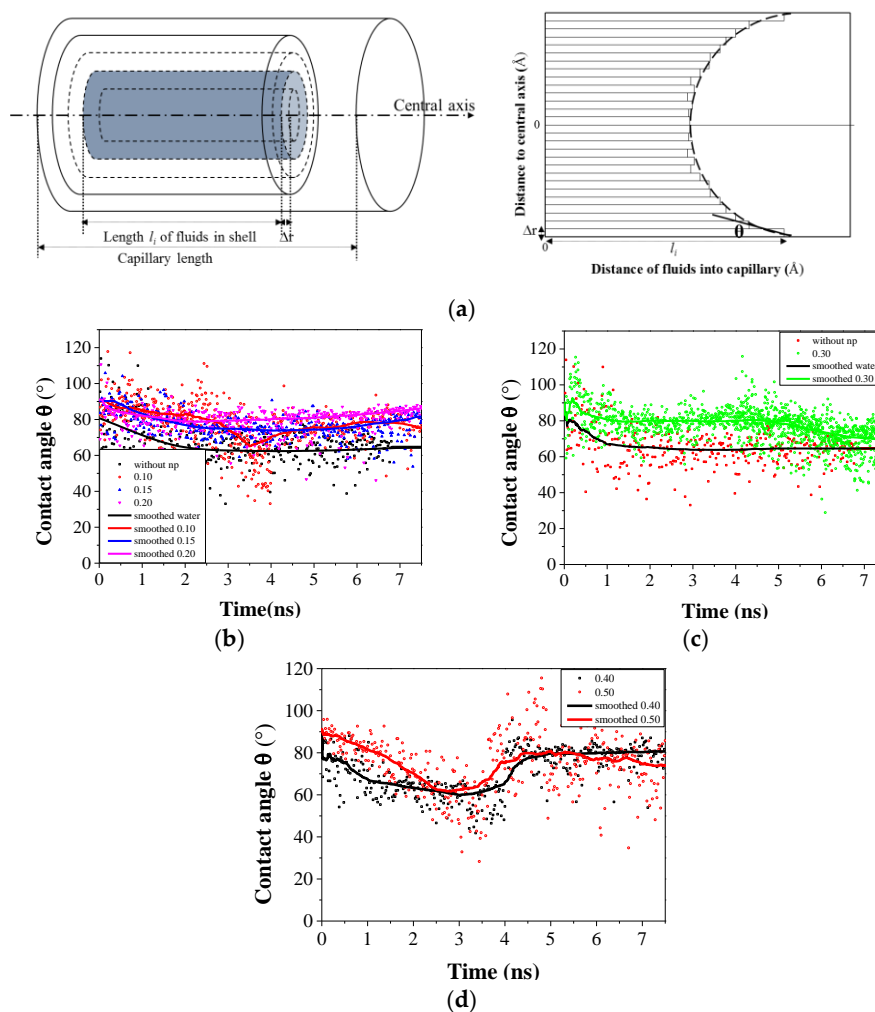 Central axis
Length li of fluids in shell
Δr
Capillary length
Distance to central axis (Å)
0
Δr
0
θ
li
Distance of fluids into capillary (Å)
(a)
Contact angle θ (°)
120
100
80
60
40
20
0
without np
0.10
0.15
0.20
smoothed water
smoothed 0.10
smoothed 0.15
smoothed 0.20
0 1 2 3 4 5 6 7
Time(ns)
(b)
Contact angle θ (°)
120
100
80
60
40
20
0
without np
0.30
smoothed water
smoothed 0.30
0 1 2 3 4 5 6 7
Time (ns)
(c)
Contact angle θ (°)
120
100
80
60
40
20
0
0.40
0.50
smoothed 0.40
smoothed 0.50
0 1 2 3 4 5 6 7
Time (ns)
(d)